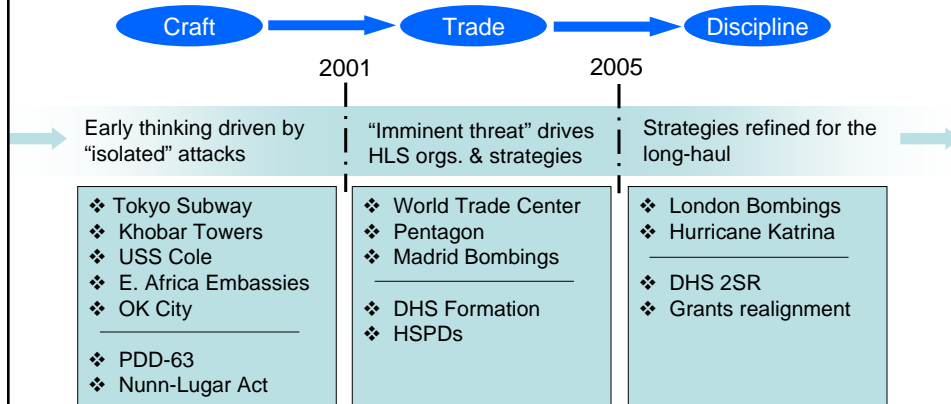 Craft
Trade
Discipline
2001
2005
Early thinking driven by
“isolated” attacks
“Imminent threat” drives
HLS orgs. & strategies
Strategies refined for the
long-haul
❖ Tokyo Subway
❖ Khobar Towers
❖ USS Cole
❖ E. Africa Embassies
❖ OK City
❖ PDD-63
❖ Nunn-Lugar Act
❖ World Trade Center
❖ Pentagon
❖ Madrid Bombings
❖ DHS Formation
❖ HSPDs
❖ London Bombings
❖ Hurricane Katrina
❖ DHS 2SR
❖ Grants realignment